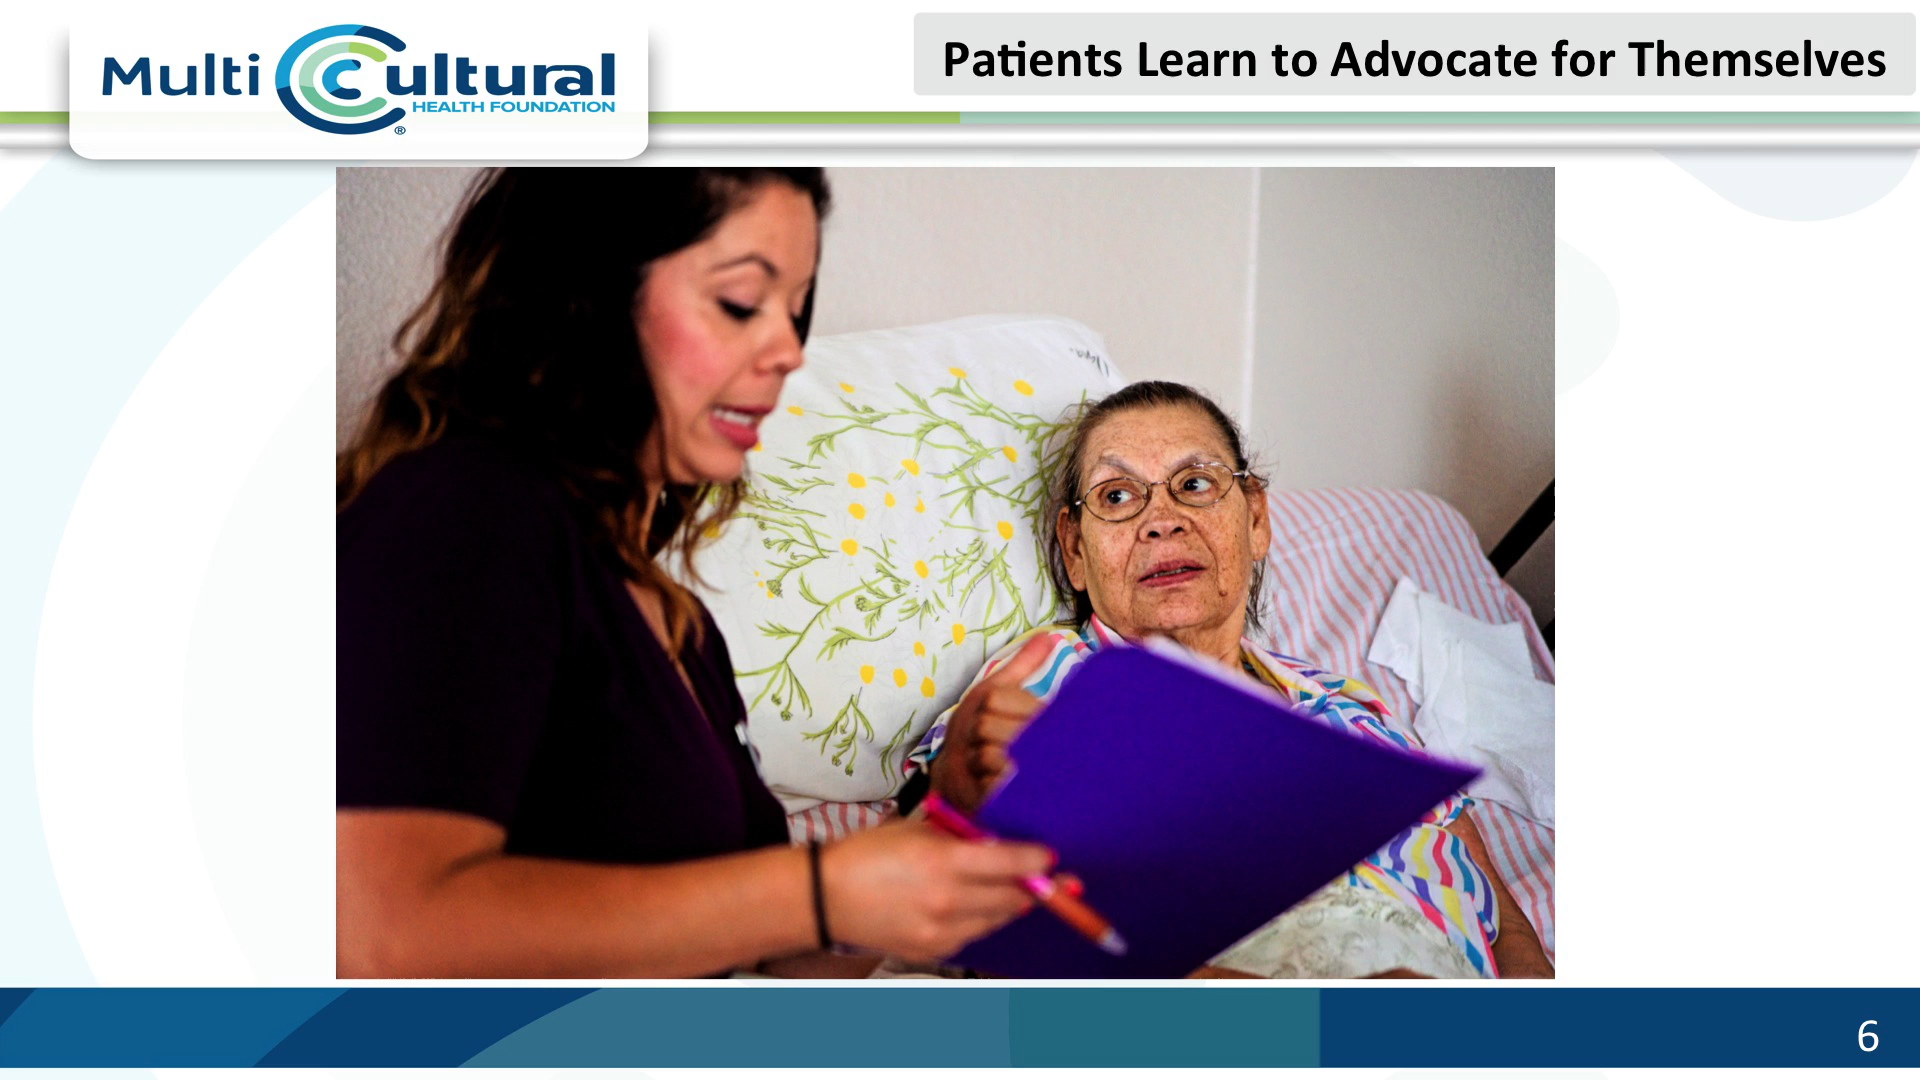 Multi Cultural
HEALTH FOUNDATION
®
Patients Learn to Advocate for Themselves
6